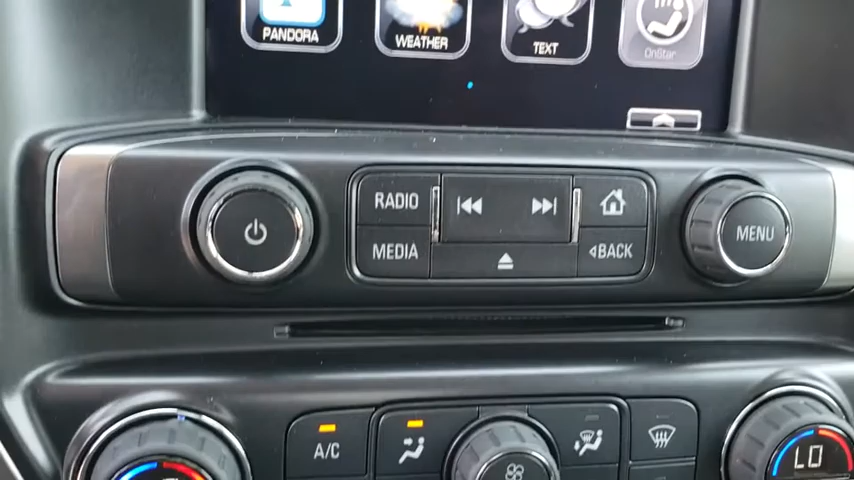 PANDORA
WEATHER
TEXT
OnStar
RADIO
MEDIA
BACK
MENU
A/C
LO